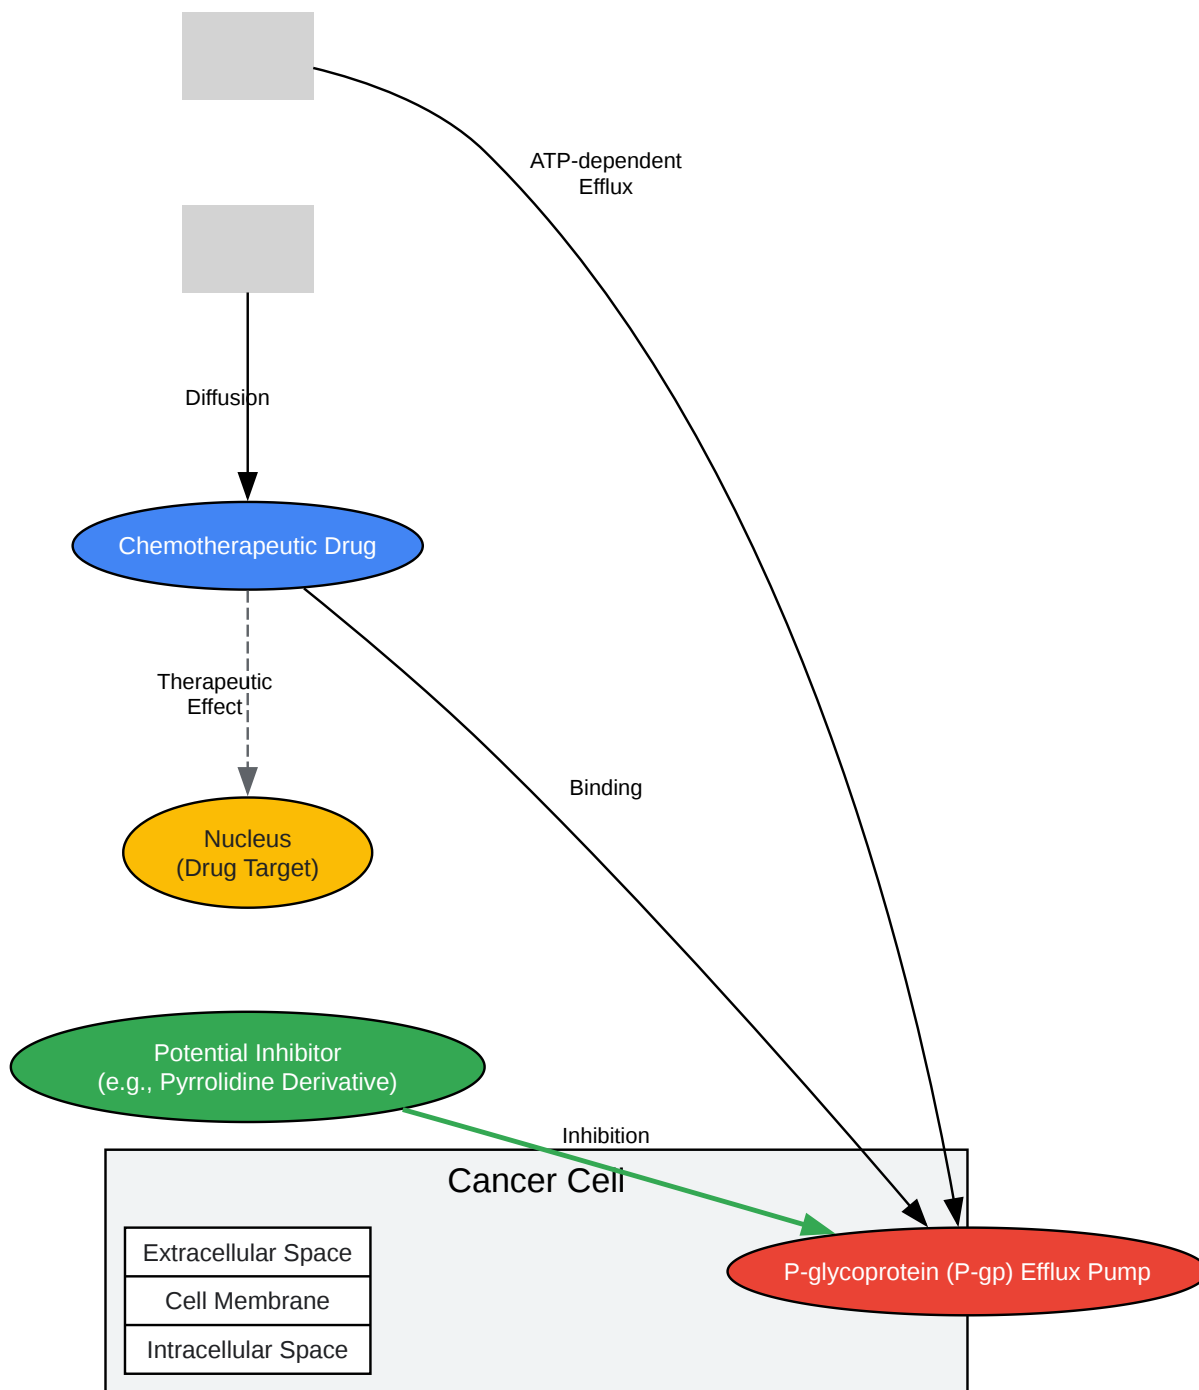 ATP-dependent
Efflux
Diffusion
Chemotherapeutic Drug
Therapeutic
Effect
Binding
Nucleus
(Drug Target)
Potential Inhibitor
(e.g., Pyrrolidine Derivative)
Inhibition
Cancer Cell
Extracellular Space
P-glycoprotein (P-gp) Efflux Pump
Cell Membrane
Intracellular Space